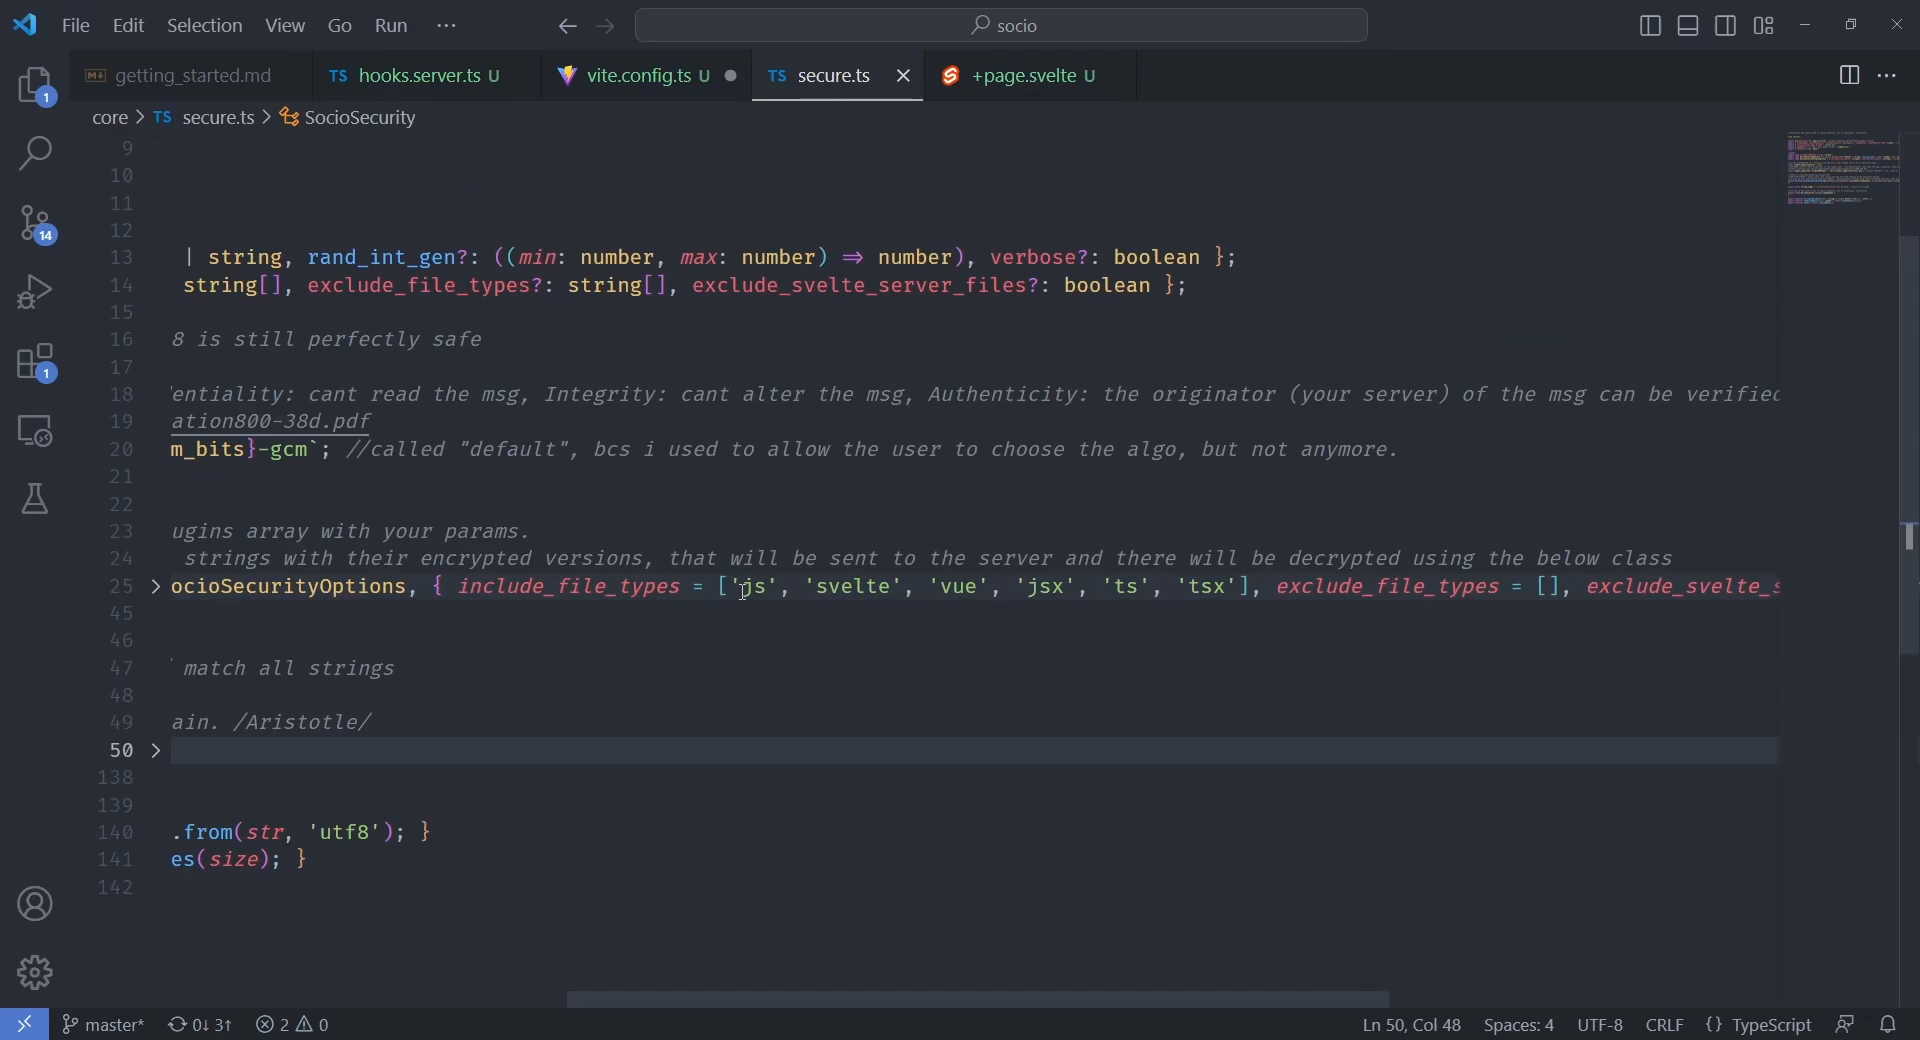 File Edit Selection View Go Run ··· socio
getting_started.md TS hooks.server.ts U vite.config.ts U TS secure.ts +page.svelte U
core > TS secure.ts > SocioSecurity
1
14
1
9
10
11
12
13 | string, rand_int_gen?: ((min: number, max: number) => number), verbose?: boolean };
14 string[], exclude_file_types?: string[], exclude_svelte_server_files?: boolean };
15
16 8 is still perfectly safe
17
18 entiality: cant read the msg, Integrity: cant alter the msg, Authenticity: the originator (your server) of the msg can be verified
19 ation800-38d.pdf
20 m_bits}-gcm`; //called "default", bcs i used to allow the user to choose the algo, but not anymore.
21
22
23 ugins array with your params.
24 strings with their encrypted versions, that will be sent to the server and there will be decrypted using the below class
25 ocioSecurityOptions, { include_file_types = ['js', 'svelte', 'vue', 'jsx', 'ts', 'tsx'], exclude_file_types = [], exclude_svelte_s
45
46
47 match all strings
48
49 ain. /Aristotle/
50
138
139
140 .from(str, 'utf8'); }
141 es(size); }
142
master* 0↓ 3↑ 2 0 Ln 50, Col 48 Spaces: 4 UTF-8 CRLF {} TypeScript